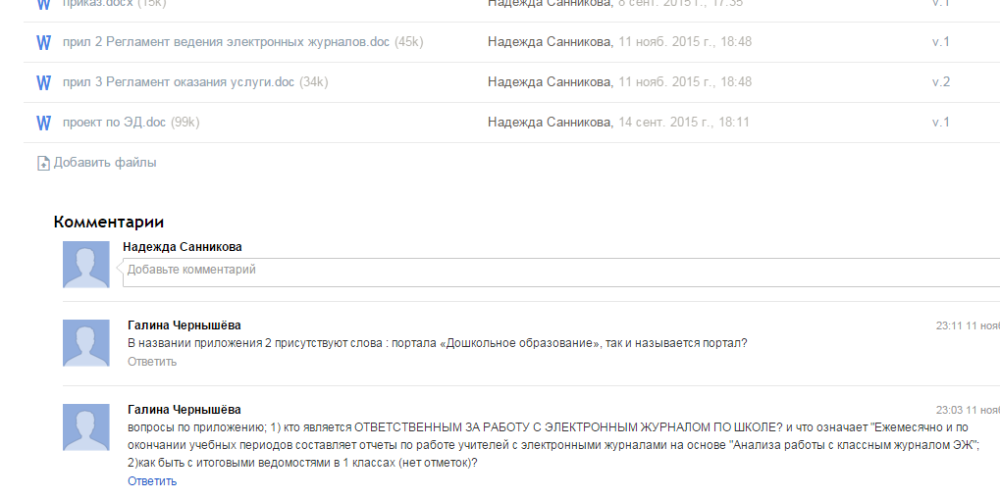 приказ.docx (15k) Надежда Санникова, 8 сент. 2015 г., 17:35 v.1
прил 2 Регламент ведения электронных журналов.doc (45k) Надежда Санникова, 11 нояб. 2015 г., 18:48 v.1
прил 3 Регламент оказания услуги.doc (34k) Надежда Санникова, 11 нояб. 2015 г., 18:48 v.2
проект по ЭД.doc (99k) Надежда Санникова, 14 сент. 2015 г., 18:11 v.1
Добавить файлы
Комментарии
Надежда Санникова
Добавьте комментарий
Галина Чернышёва 23:11 11 нояб
В названии приложения 2 присутствуют слова : портала «Дошкольное образование», так и называется портал?
Ответить
Галина Чернышёва 23:03 11 нояб
вопросы по приложению; 1) кто является ОТВЕТСТВЕННЫМ ЗА РАБОТУ С ЭЛЕКТРОННЫМ ЖУРНАЛОМ ПО ШКОЛЕ? и что означает "Ежемесячно и по
окончании учебных периодов составляет отчеты по работе учителей с электронными журналами на основе "Анализа работы с классным журналом ЭЖ";
2)как быть с итоговыми ведомостями в 1 классах (нет отметок)?
Ответить